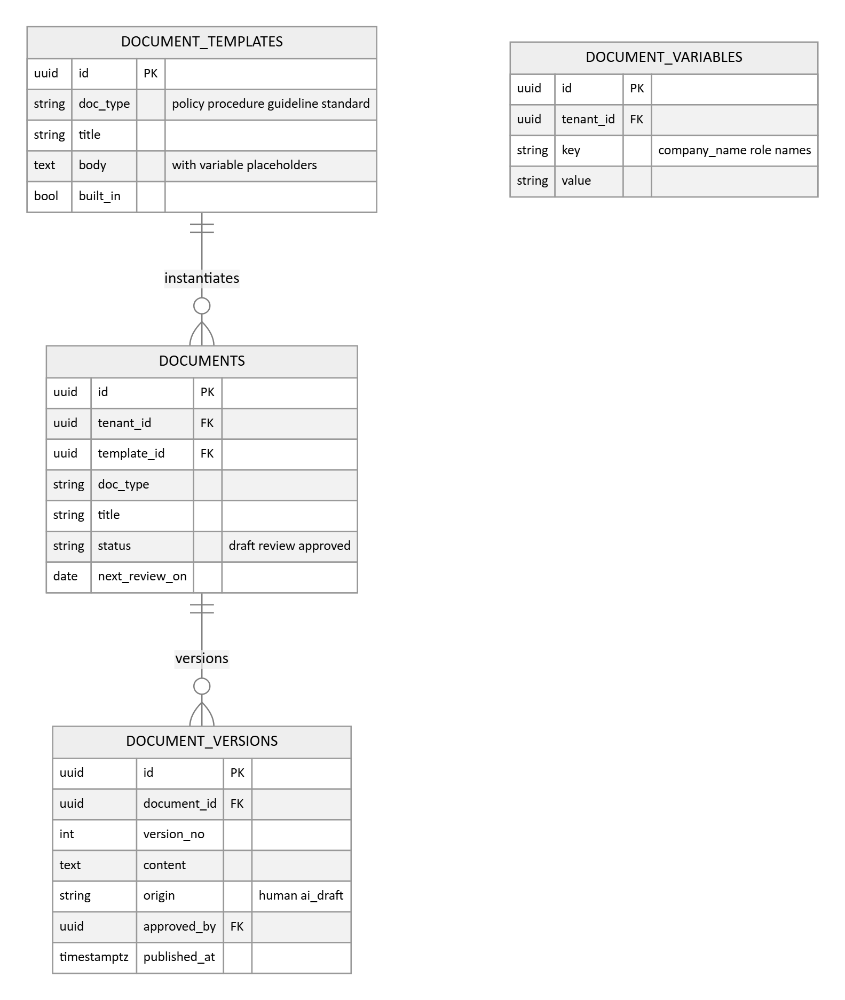 DOCUMENT_TEMPLATES
uuid id PK
string doc_type policy procedure guideline standard
string title
text body with variable placeholders
bool built_in
DOCUMENT_VARIABLES
uuid id PK
uuid tenant_id FK
string key company_name role names
string value
instantiates
DOCUMENTS
uuid id PK
uuid tenant_id FK
uuid template_id FK
string doc_type
string title
string status draft review approved
date next_review_on
versions
DOCUMENT_VERSIONS
uuid id PK
uuid document_id FK
int version_no
text content
string origin human ai_draft
uuid approved_by FK
timestamptz published_at